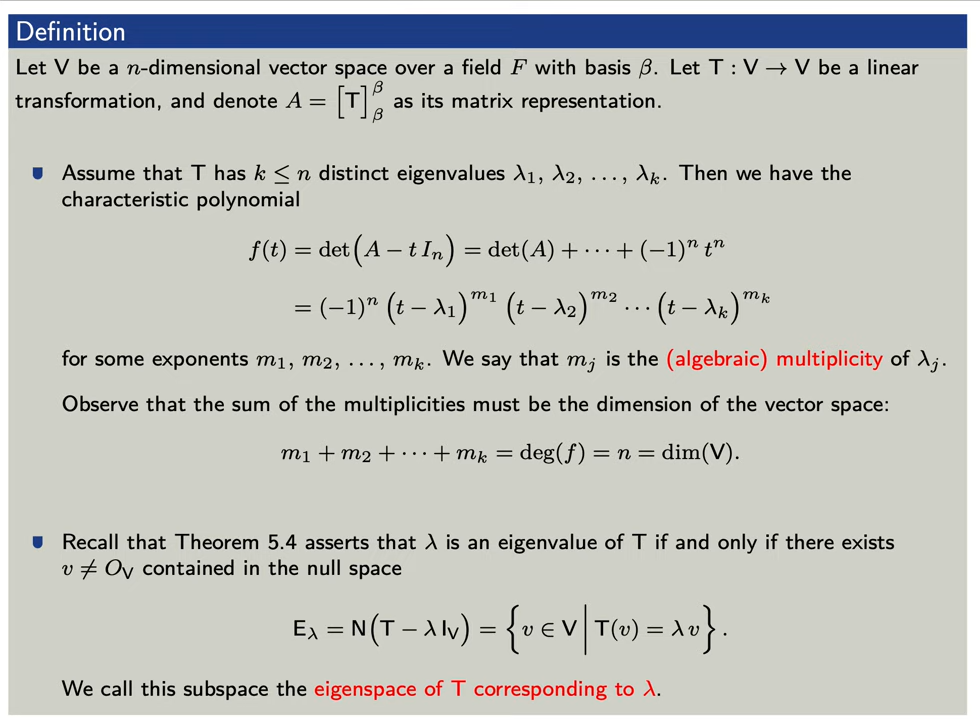 Definition
Let V be a n-dimensional vector space over a field F with basis β. Let T : V → V be a linear
transformation, and denote A = [T]_β^β as its matrix representation.
Assume that T has k ≤ n distinct eigenvalues λ₁, λ₂, ..., λₖ. Then we have the
characteristic polynomial
f(t) = det(A − t Iₙ) = det(A) + ··· + (−1)ⁿ tⁿ
= (−1)ⁿ (t − λ₁)^{m₁} (t − λ₂)^{m₂} ··· (t − λₖ)^{mₖ}
for some exponents m₁, m₂, ..., mₖ. We say that mⱼ is the (algebraic) multiplicity of λⱼ.
Observe that the sum of the multiplicities must be the dimension of the vector space:
m₁ + m₂ + ··· + mₖ = deg(f) = n = dim(V).
Recall that Theorem 5.4 asserts that λ is an eigenvalue of T if and only if there exists
v ≠ O_V contained in the null space
E_λ = N(T − λ I_V) = {v ∈ V | T(v) = λ v}.
We call this subspace the eigenspace of T corresponding to λ.